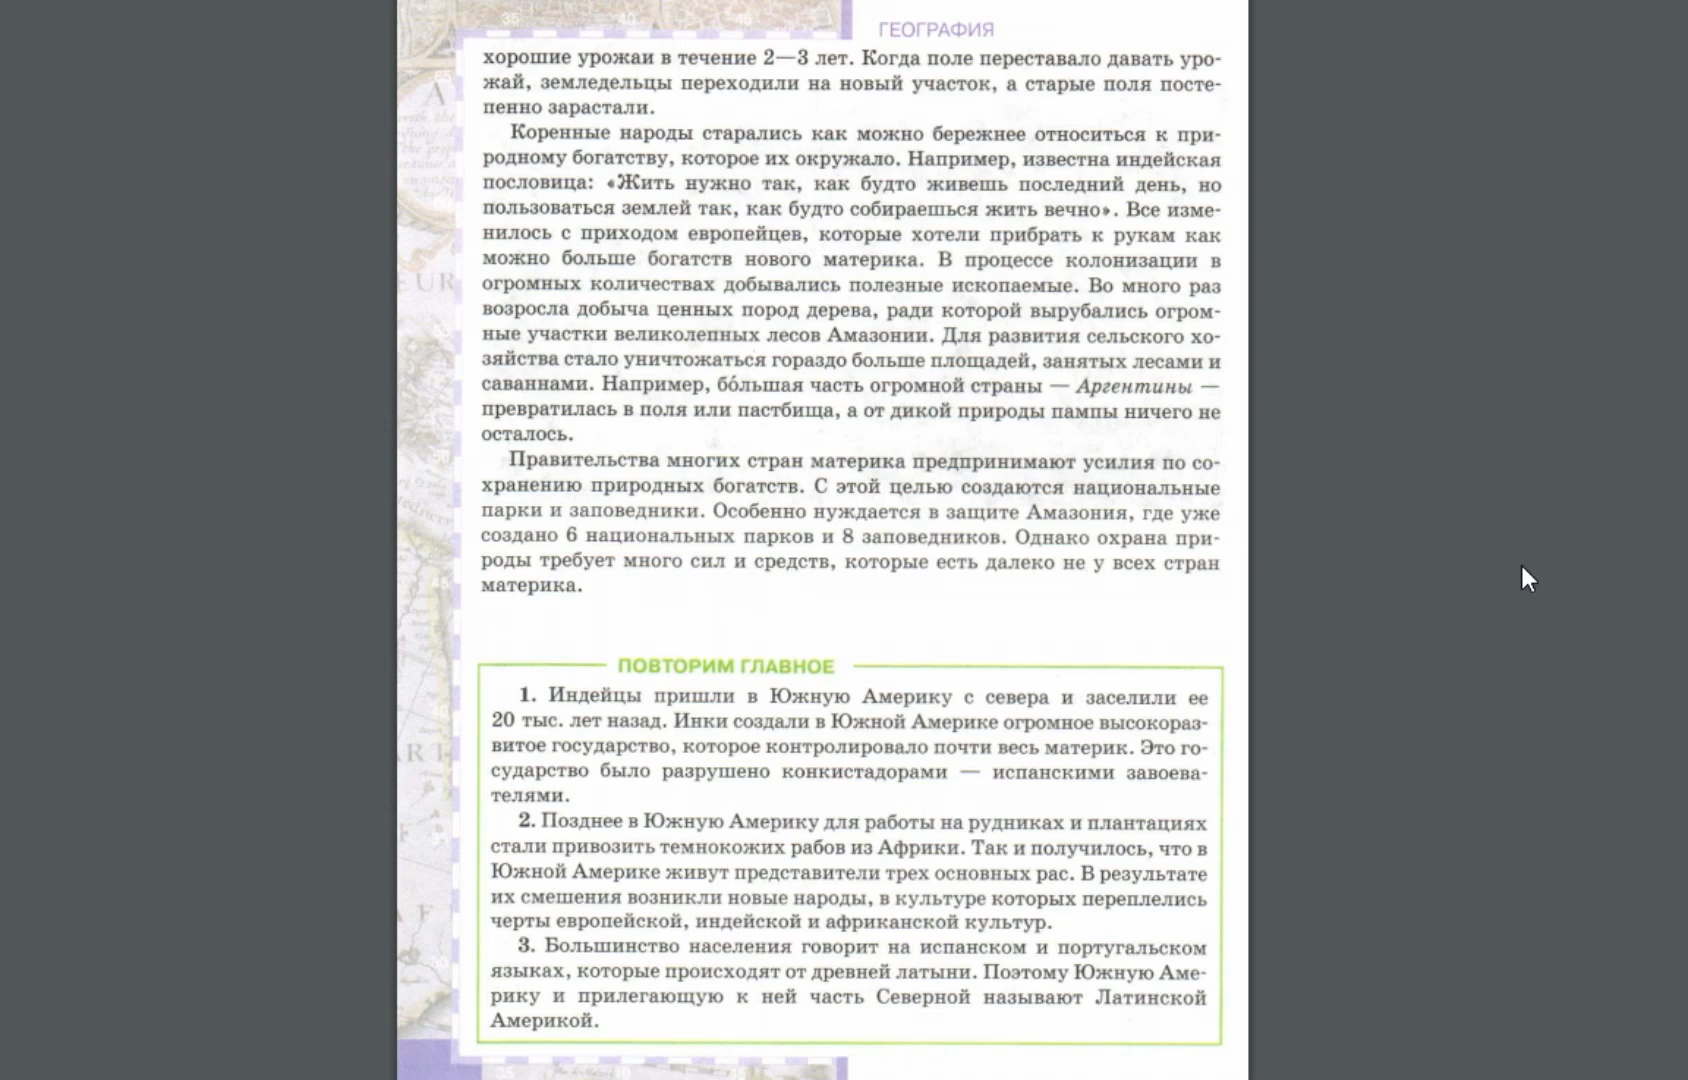 35 40 45
ГЕОГРАФИЯ
хорошие урожаи в течение 2—3 лет. Когда поле переставало давать уро-
жай, земледельцы переходили на новый участок, а старые поля посте-
пенно зарастали.
Коренные народы старались как можно бережнее относиться к при-
родному богатству, которое их окружало. Например, известна индейская
пословица: «Жить нужно так, как будто живешь последний день, но
пользоваться землей так, как будто собираешься жить вечно». Все изме-
нилось с приходом европейцев, которые хотели прибрать к рукам как
можно больше богатств нового материка. В процессе колонизации в
огромных количествах добывались полезные ископаемые. Во много раз
возросла добыча ценных пород дерева, ради которой вырубались огром-
ные участки великолепных лесов Амазонии. Для развития сельского хо-
зяйства стало уничтожаться гораздо больше площадей, занятых лесами и
саваннами. Например, бóльшая часть огромной страны — Аргентины —
превратилась в поля или пастбища, а от дикой природы пампы ничего не
осталось.
Правительства многих стран материка предпринимают усилия по со-
хранению природных богатств. С этой целью создаются национальные
парки и заповедники. Особенно нуждается в защите Амазония, где уже
создано 6 национальных парков и 8 заповедников. Однако охрана при-
роды требует много сил и средств, которые есть далеко не у всех стран
материка.
ПОВТОРИМ ГЛАВНОЕ
1. Индейцы пришли в Южную Америку с севера и заселили ее
20 тыс. лет назад. Инки создали в Южной Америке огромное высокораз-
витое государство, которое контролировало почти весь материк. Это го-
сударство было разрушено конкистадорами — испанскими завоева-
телями.
2. Позднее в Южную Америку для работы на рудниках и плантациях
стали привозить темнокожих рабов из Африки. Так и получилось, что в
Южной Америке живут представители трех основных рас. В результате
их смешения возникли новые народы, в культуре которых переплелись
черты европейской, индейской и африканской культур.
3. Большинство населения говорит на испанском и португальском
языках, которые происходят от древней латыни. Поэтому Южную Аме-
рику и прилегающую к ней часть Северной называют Латинской
Америкой.